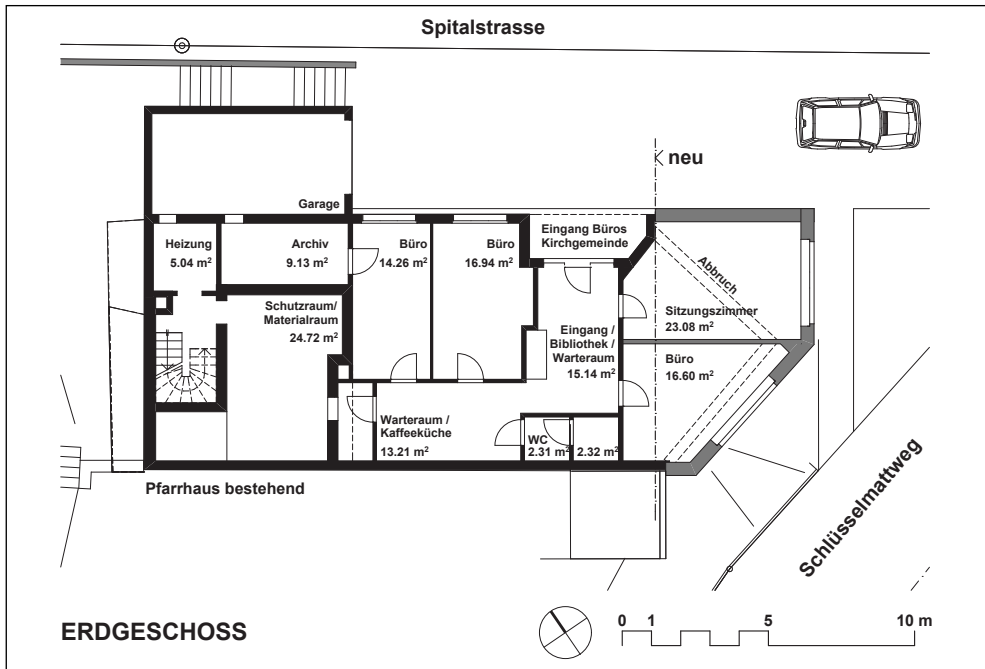 Spitalstrasse
neu
Garage
Eingang Büros
Kirchgemeinde
Heizung
5.04 m²
Archiv
9.13 m²
Büro
14.26 m²
Büro
16.94 m²
Abbruch
Schutzraum/
Materialraum
24.72 m²
Sitzungszimmer
23.08 m²
Eingang /
Bibliothek /
Warteraum
15.14 m²
Büro
16.60 m²
Warteraum /
Kaffeeküche
13.21 m²
WC
2.31 m²
2.32 m²
Pfarrhaus bestehend
Schlüsselmattweg
ERDGESCHOSS
0 1 5 10 m